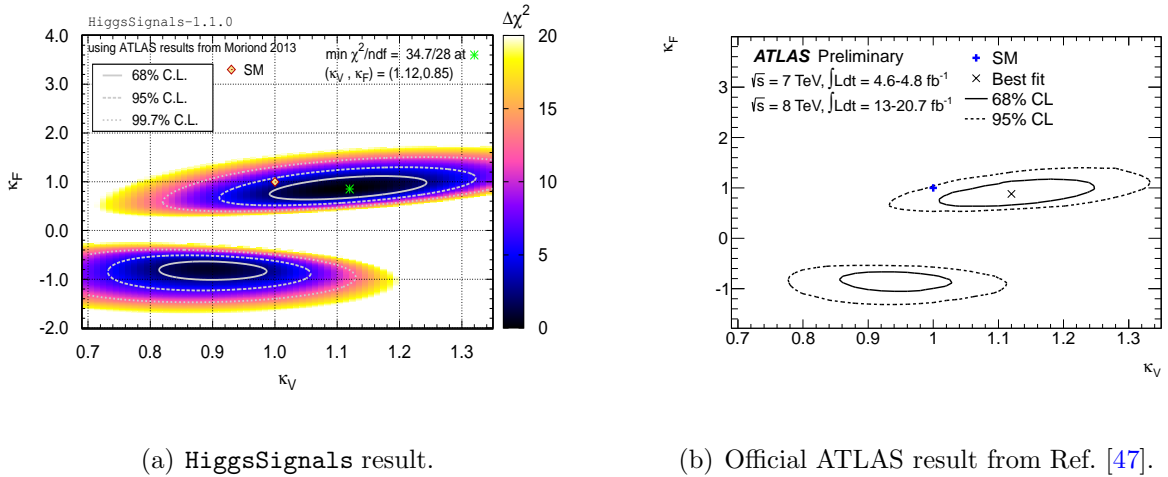 HiggsSignals-1.1.0
Δχ²
4.0
using ATLAS results from Moriond 2013
min χ²/ndf = 34.7/28 at
(κV , κF) = (1.12,0.85)
68% C.L.
95% C.L.
99.7% C.L.
SM
3.0
2.0
1.0
0.0
-1.0
-2.0
κF
0.7 0.8 0.9 1.0 1.1 1.2 1.3
κV
20
15
10
5
0
(a) HiggsSignals result.
κF
ATLAS Preliminary
√s = 7 TeV, ∫Ldt = 4.6-4.8 fb⁻¹
√s = 8 TeV, ∫Ldt = 13-20.7 fb⁻¹
SM
Best fit
68% CL
95% CL
3
2
1
0
-1
0.7 0.8 0.9 1 1.1 1.2 1.3
κV
(b) Official ATLAS result from Ref. [47].